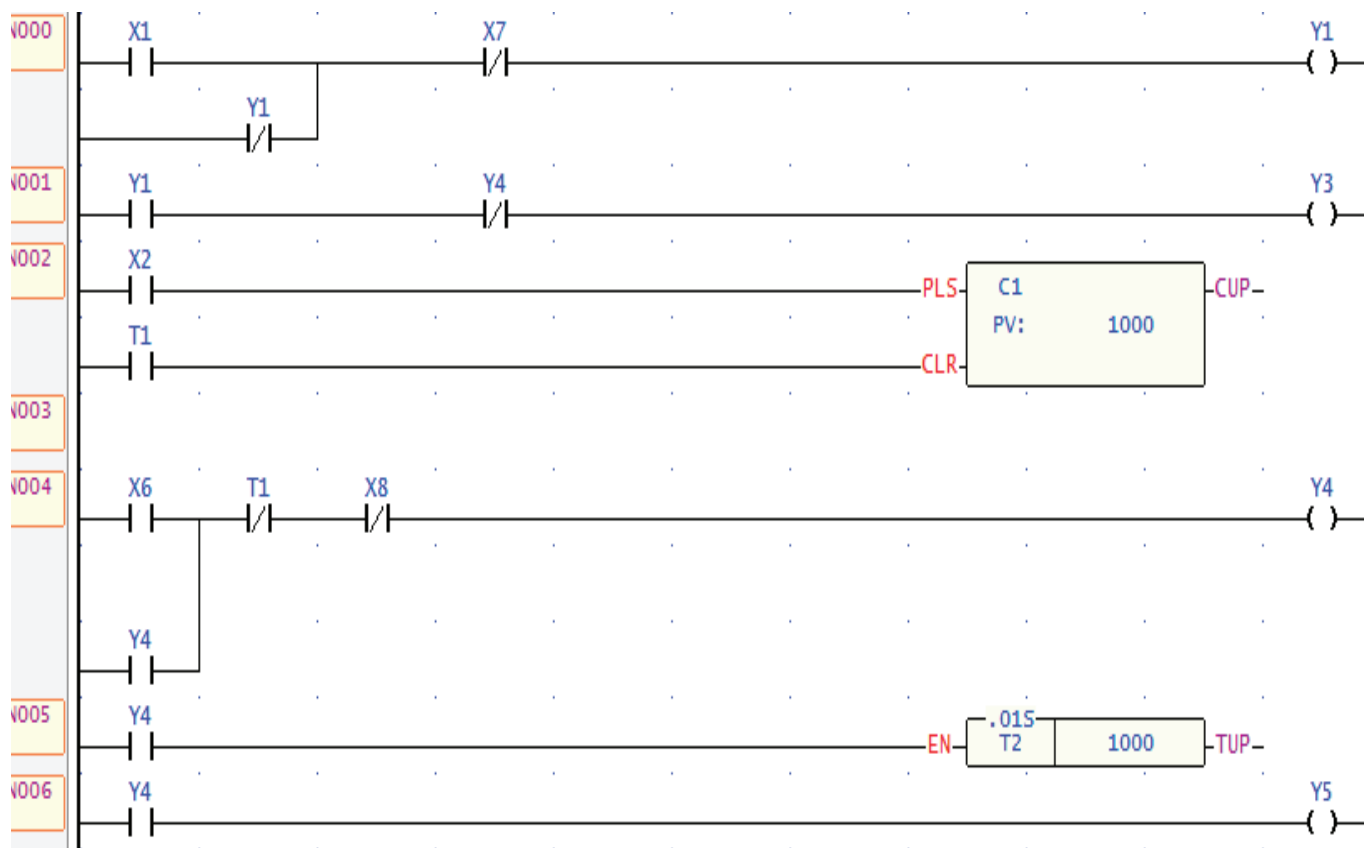 N000 X1 X7 Y1
Y1
N001 Y1 Y4 Y3
N002 X2 PLS C1 CUP
PV: 1000
T1 CLR
N003
N004 X6 T1 X8 Y4
Y4
N005 Y4 EN .01S T2 1000 TUP
N006 Y4 Y5